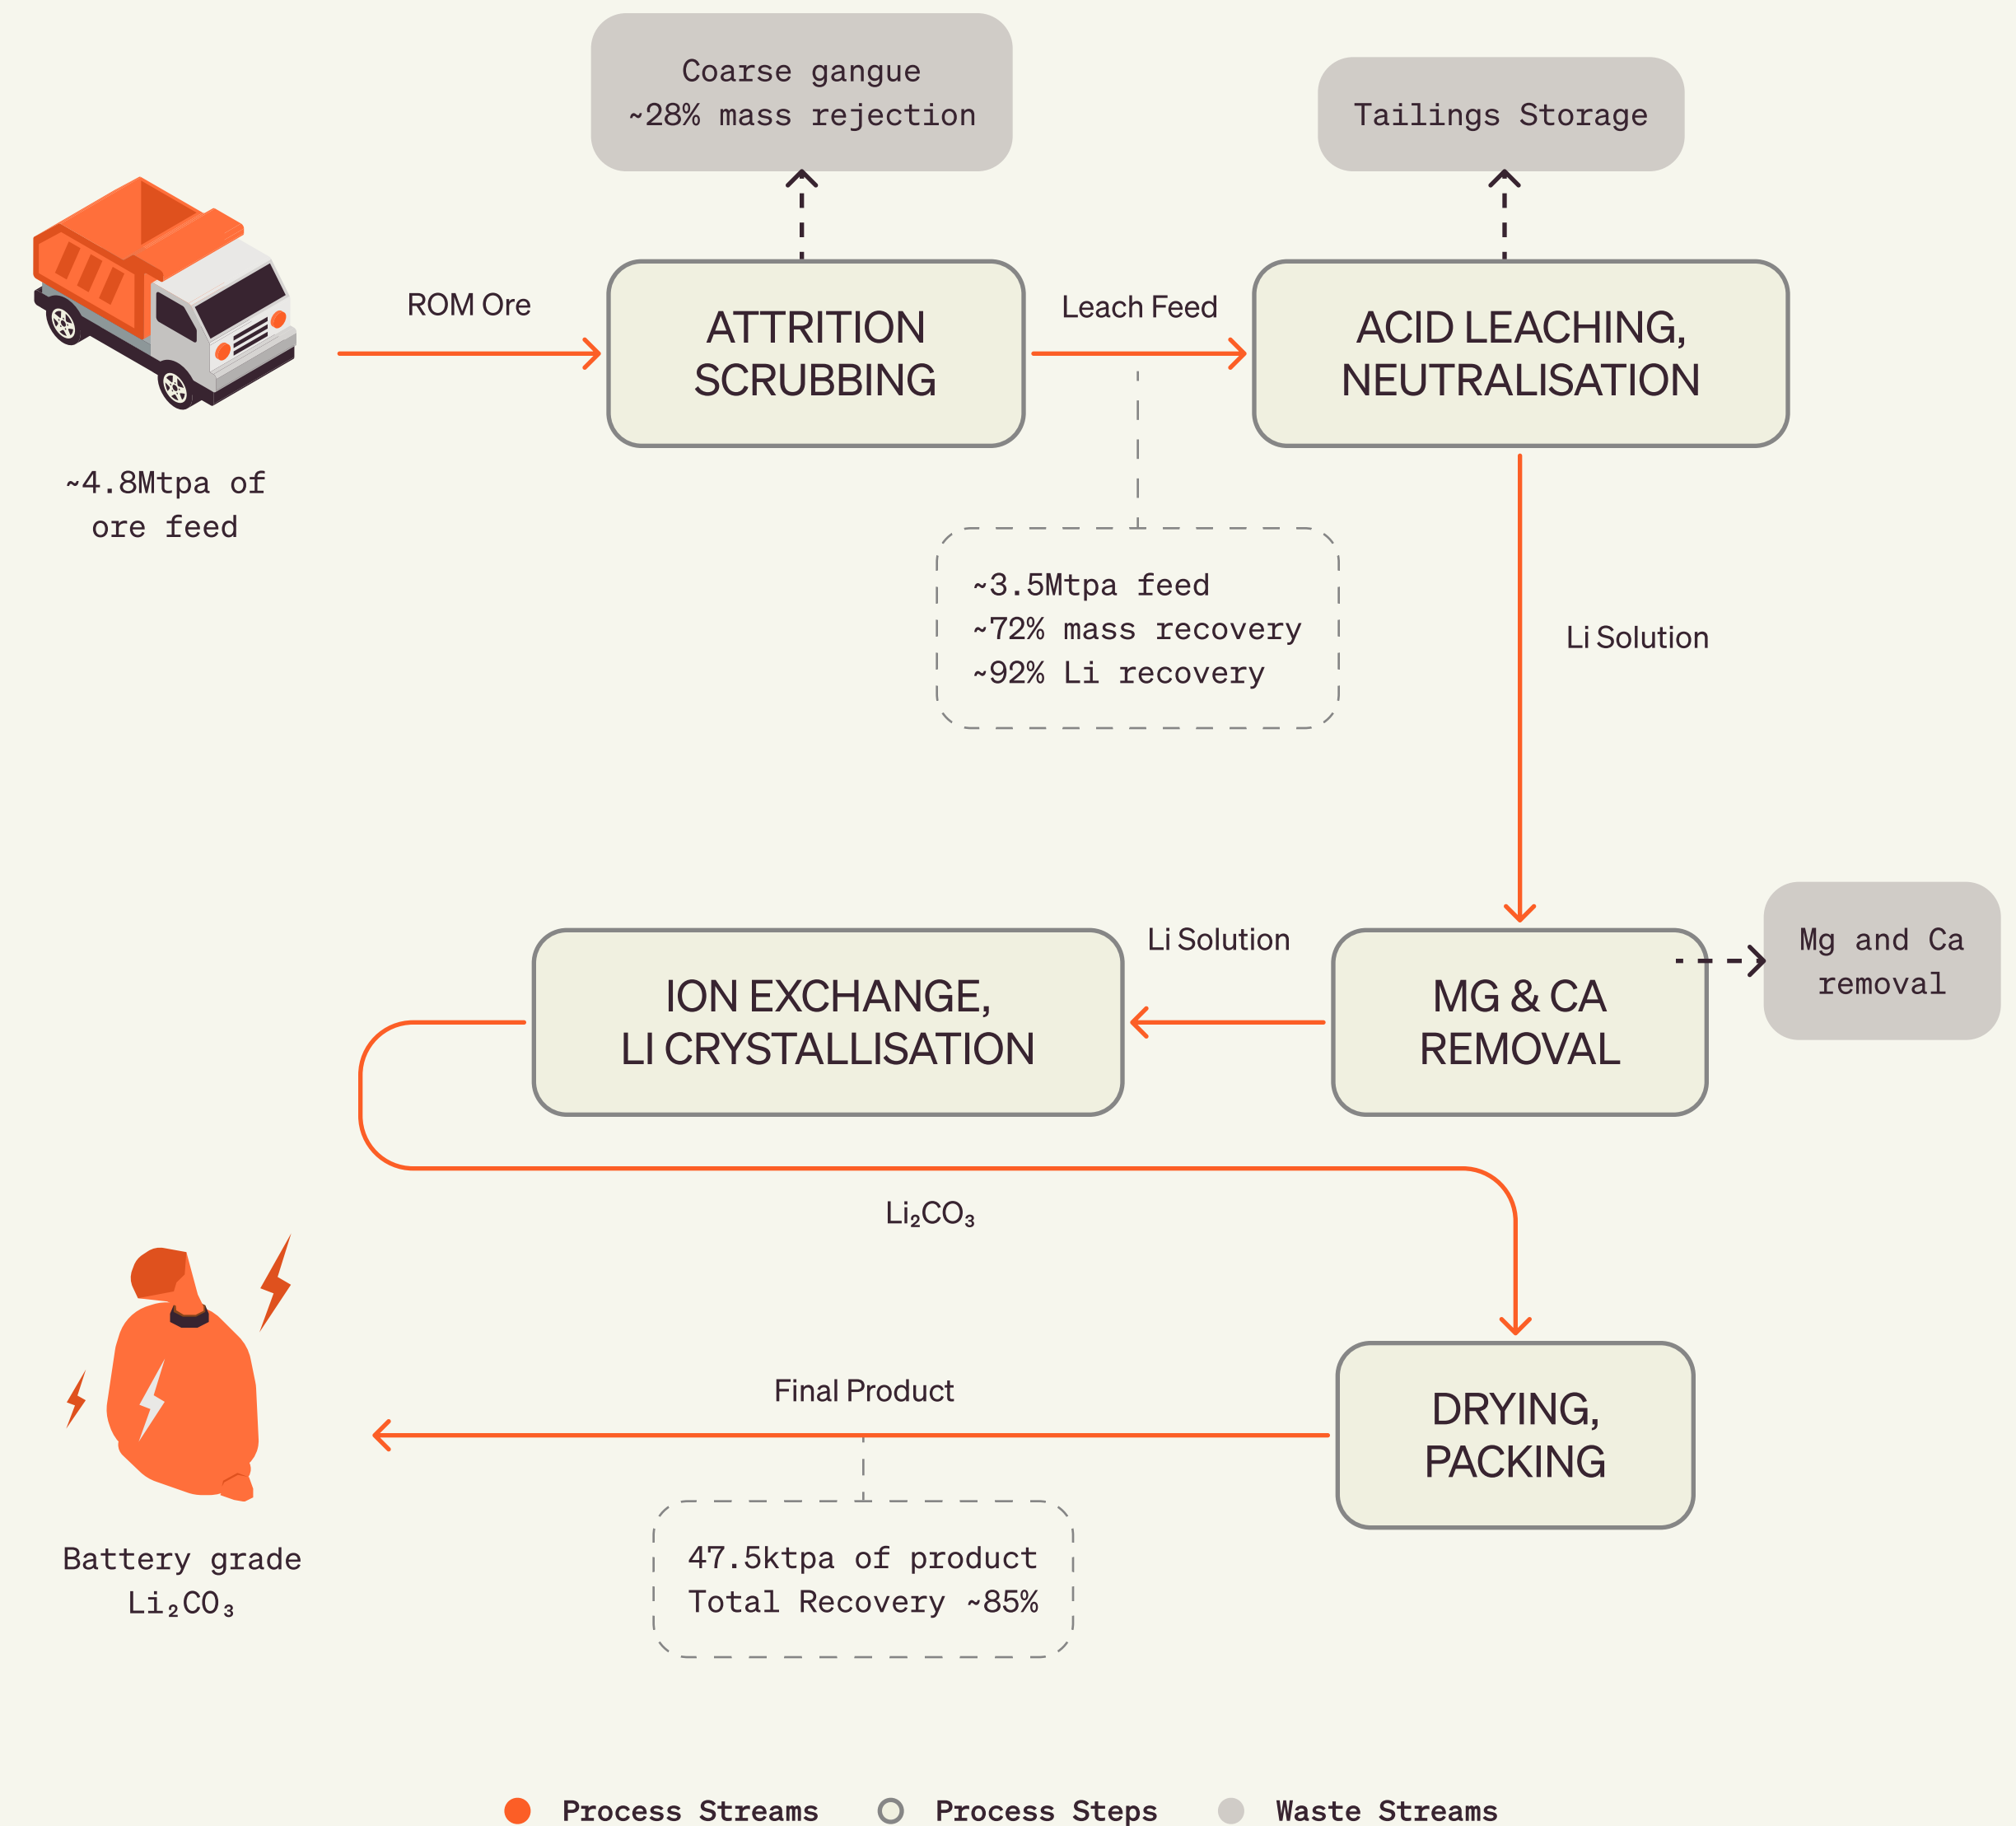 Coarse gangue
~28% mass rejection
Tailings Storage
ROM Ore
ATTRITION
SCRUBBING
Leach Feed
ACID LEACHING,
NEUTRALISATION
~4.8Mtpa of
ore feed
~3.5Mtpa feed
~72% mass recovery
~92% Li recovery
Li Solution
Mg and Ca
removal
MG & CA
REMOVAL
Li Solution
ION EXCHANGE,
LI CRYSTALLISATION
Li₂CO₃
DRYING,
PACKING
Final Product
47.5ktpa of product
Total Recovery ~85%
Battery grade
Li₂CO₃
Process Streams
Process Steps
Waste Streams